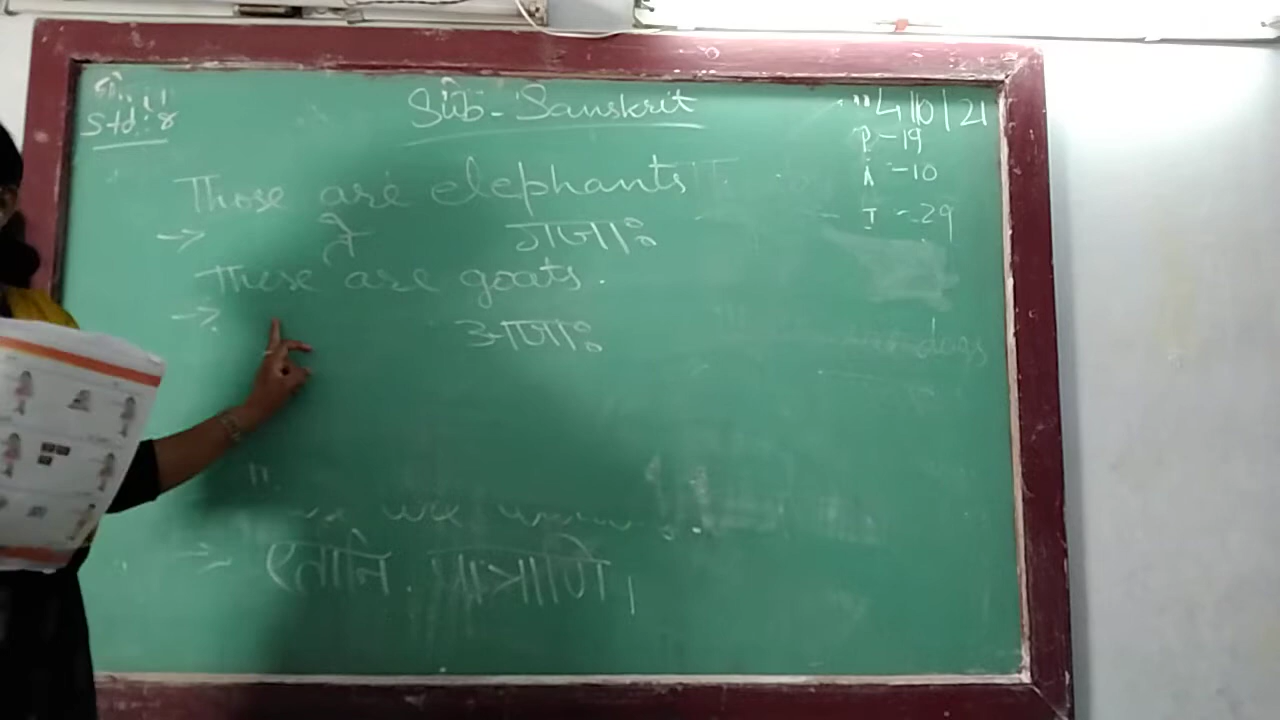 Std : 8
Sub - Sanskrit
4/10/21
P - 19
A - 10
T - 29
Those are elephants
→ ते गजाः
These are goats.
→ अजाः
dogs
→ एतानि पात्राणि।